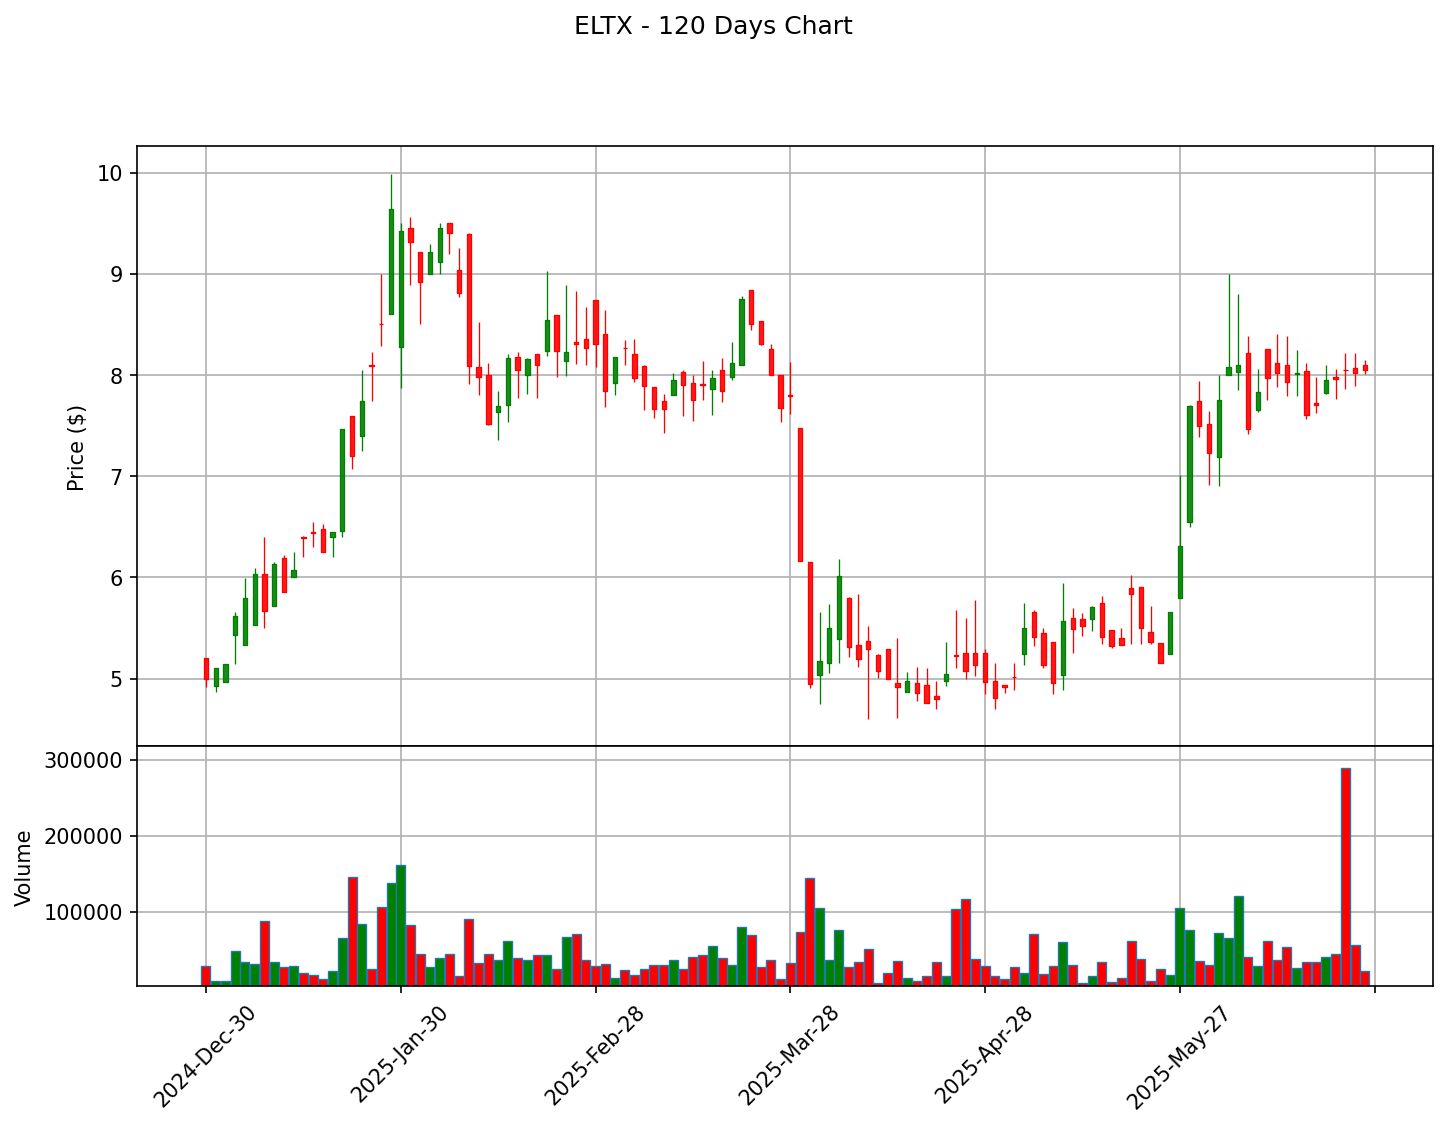 ELTX - 120 Days Chart
10
9
8
7
6
5
Price ($)
300000
200000
100000
Volume
2024-Dec-30
2025-Jan-30
2025-Feb-28
2025-Mar-28
2025-Apr-28
2025-May-27